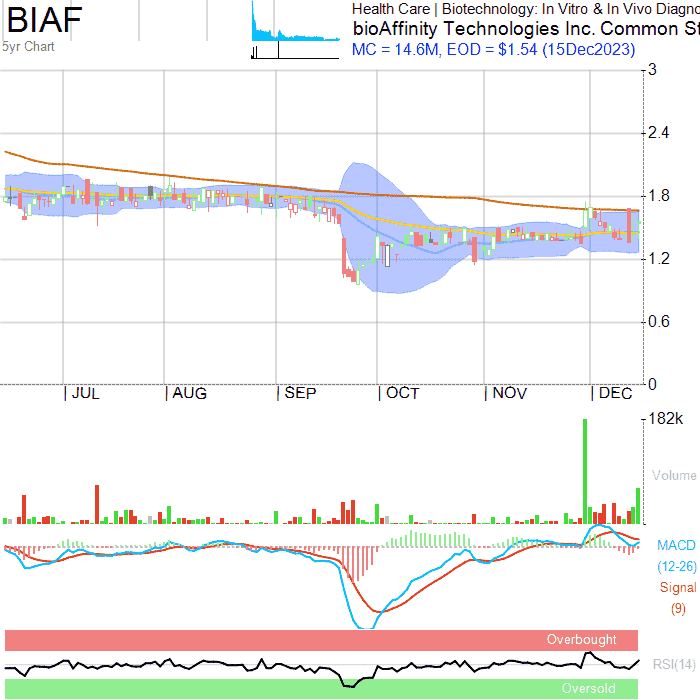 BIAF
5yr Chart
Health Care | Biotechnology: In Vitro & In Vivo Diagno
bioAffinity Technologies Inc. Common St
MC = 14.6M, EOD = $1.54 (15Dec2023)
3
2.4
1.8
1.2
0.6
0
| JUL | AUG | SEP | OCT | NOV | DEC
182k
Volume
MACD
(12-26)
Signal
(9)
Overbought
RSI(14)
Oversold